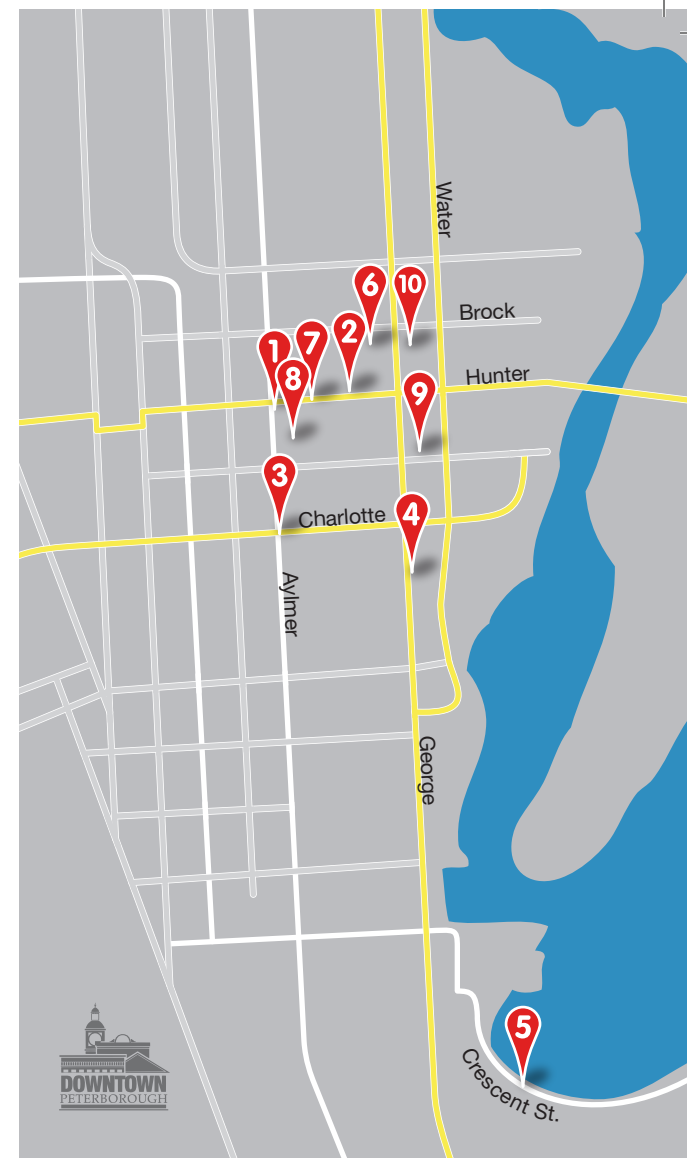 Water
6
10
Brock
2
7
1
8
Hunter
9
3
4
Charlotte
Aylmer
George
5
Crescent St.
DOWNTOWN
PETERBOROUGH